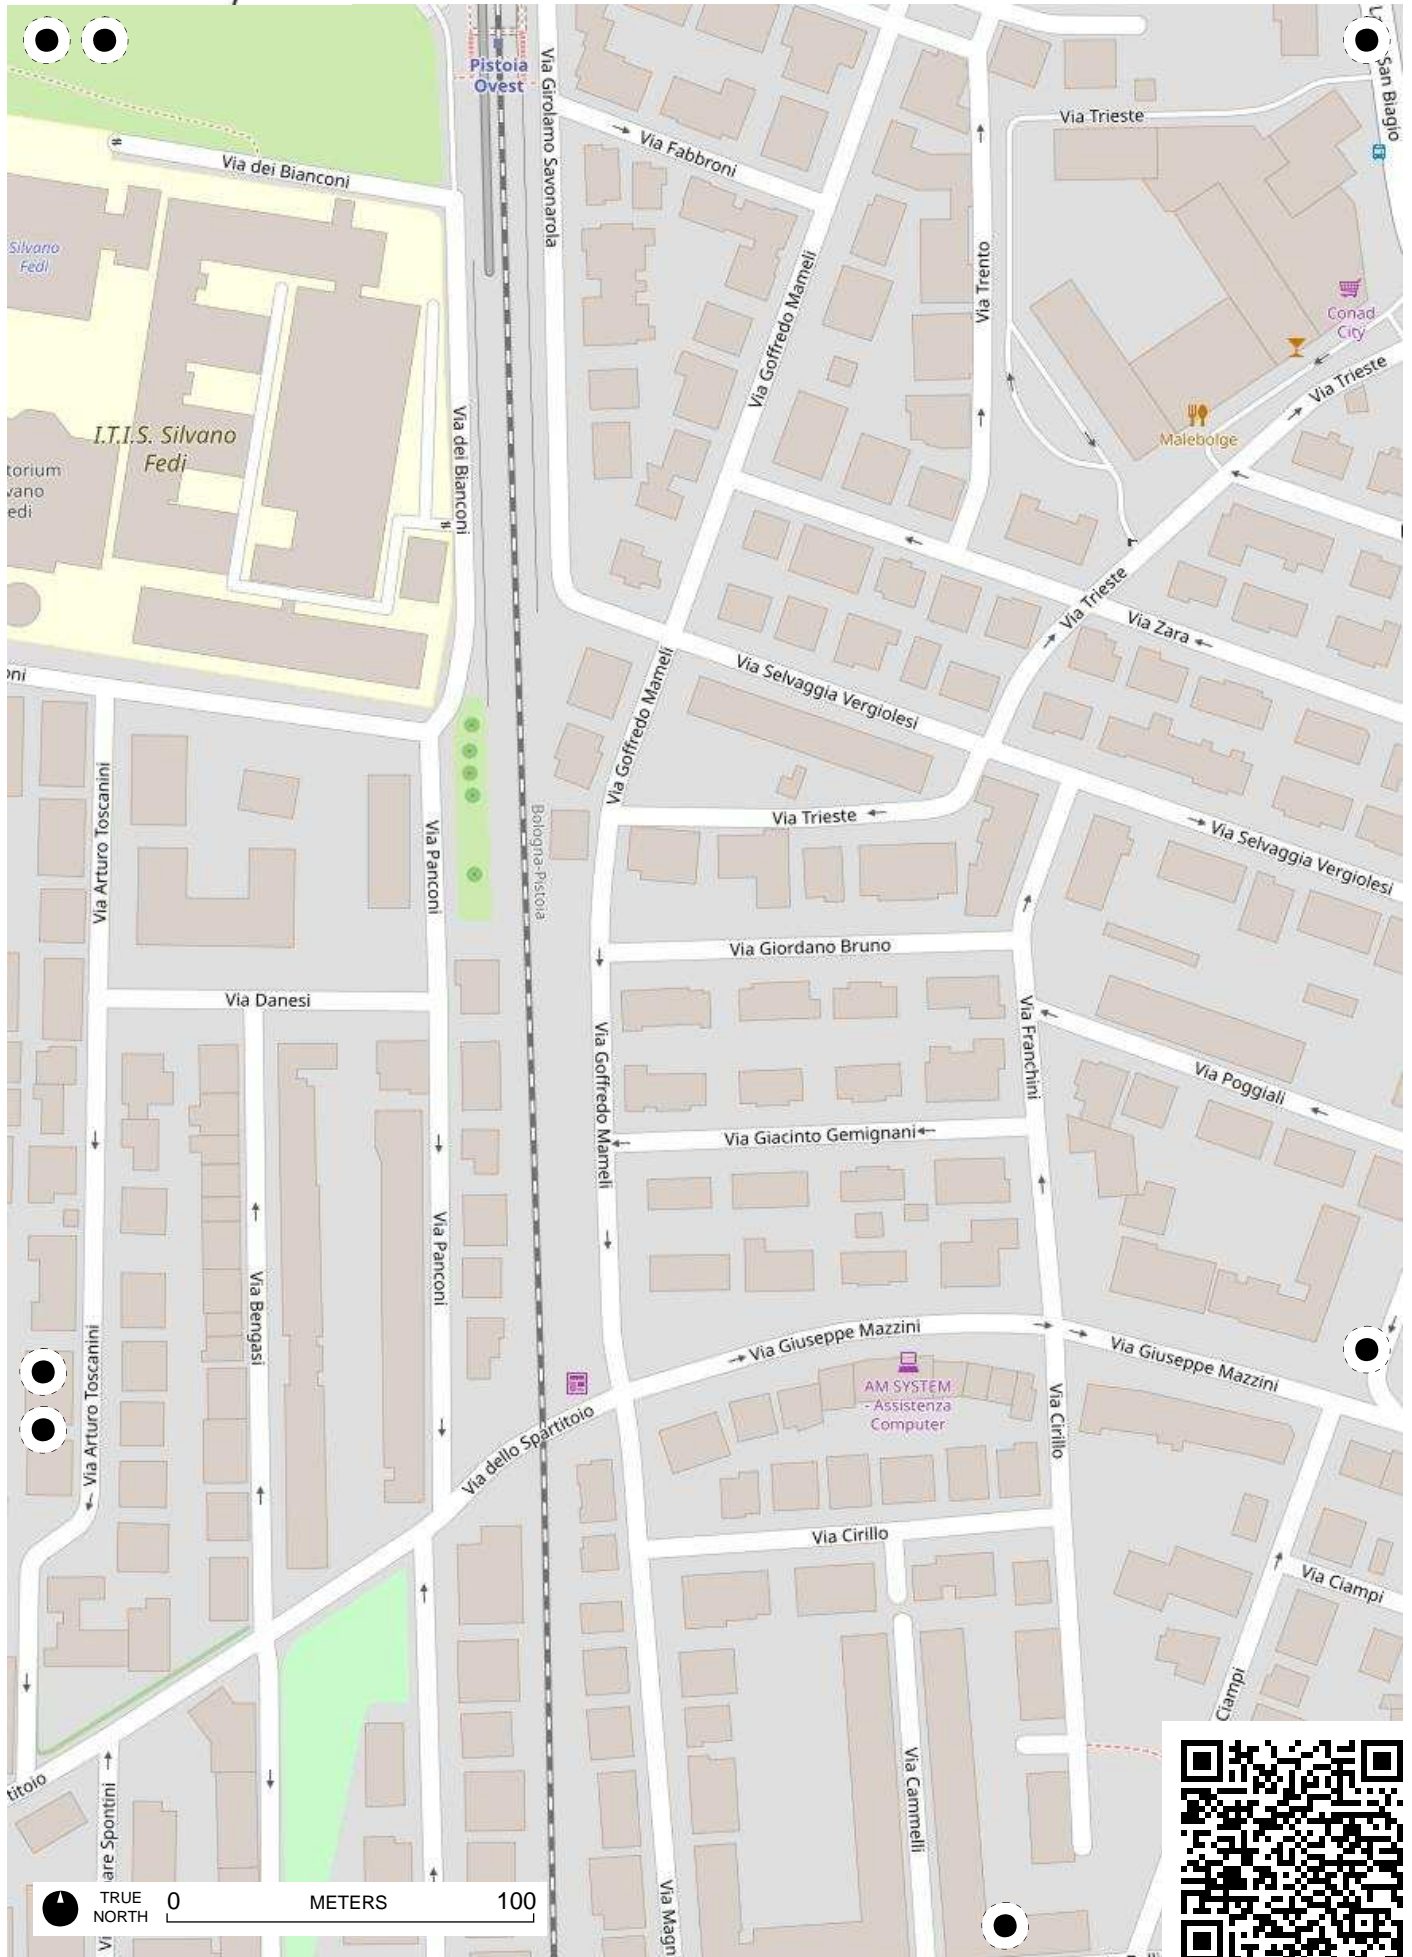 Pistoia
Ovest
Via Girolamo Savonarola
Via Fabbroni
Via Trieste
San Biagio
Via dei Bianconi
Silvano
Fedi
Via Goffredo Mameli
Via Trento
Conad
City
Via Trieste
Malebolge
I.T.I.S. Silvano
Fedi
torium
vano
edi
Via dei Bianconi
Via Trieste
Via Zara
oni
Via Selvaggia Vergiolesi
Via Goffredo Mameli
Via Arturo Toscanini
Via Panconi
Bologna-Pistoia
Via Trieste
Via Selvaggia Vergiolesi
Via Giordano Bruno
Via Danesi
Via Franchini
Via Goffredo Mameli
Via Poggiali
Via Giacinto Gemignani
Via Panconi
Via Bengasi
Via Arturo Toscanini
Via Giuseppe Mazzini
Via Giuseppe Mazzini
AM SYSTEM
- Assistenza
Computer
Via Cirillo
Via dello Spartitoio
Via Cirillo
Via Ciampi
Ciampi
titoio
are Spontini
Via Cammelli
Via Magn
Vi
TRUE
NORTH
0 METERS 100